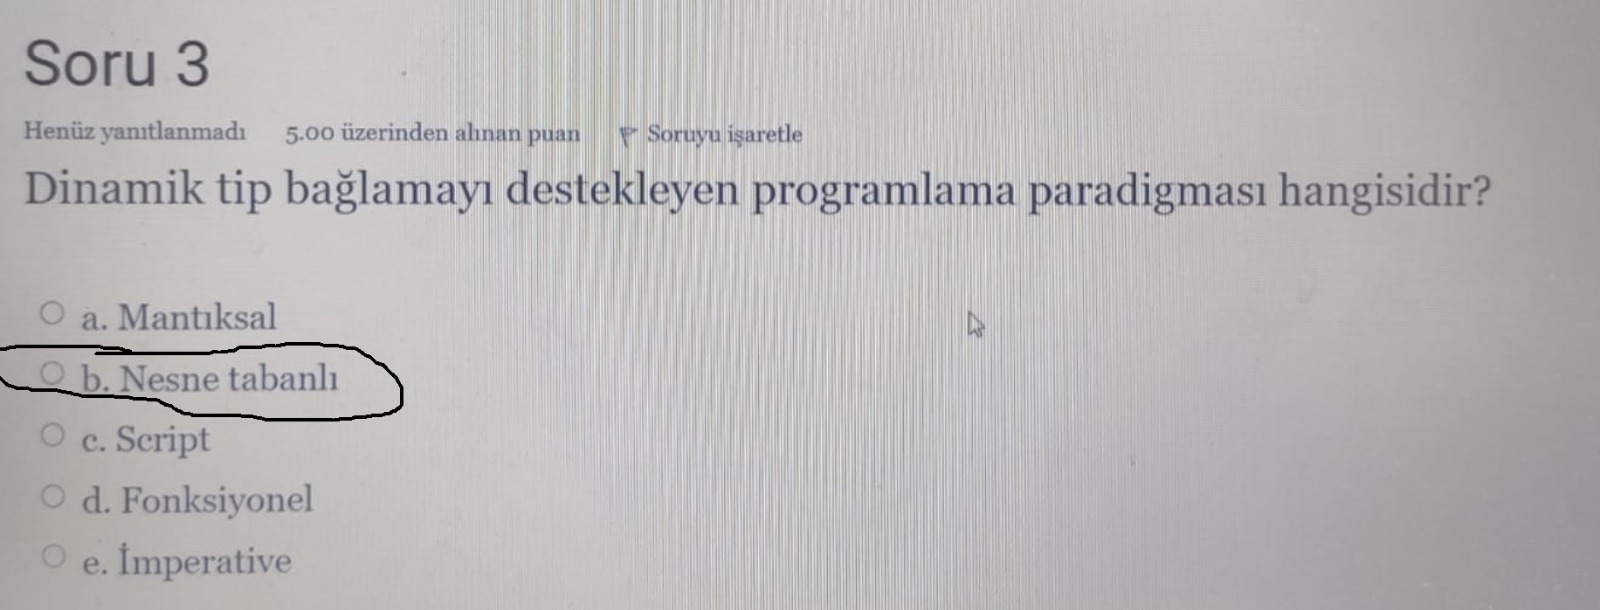 Soru 3
Henüz yanıtlanmadı 5.00 üzerinden alınan puan Soruyu işaretle
Dinamik tip bağlamayı destekleyen programlama paradigması hangisidir?
a. Mantıksal
b. Nesne tabanlı
c. Script
d. Fonksiyonel
e. İmperative